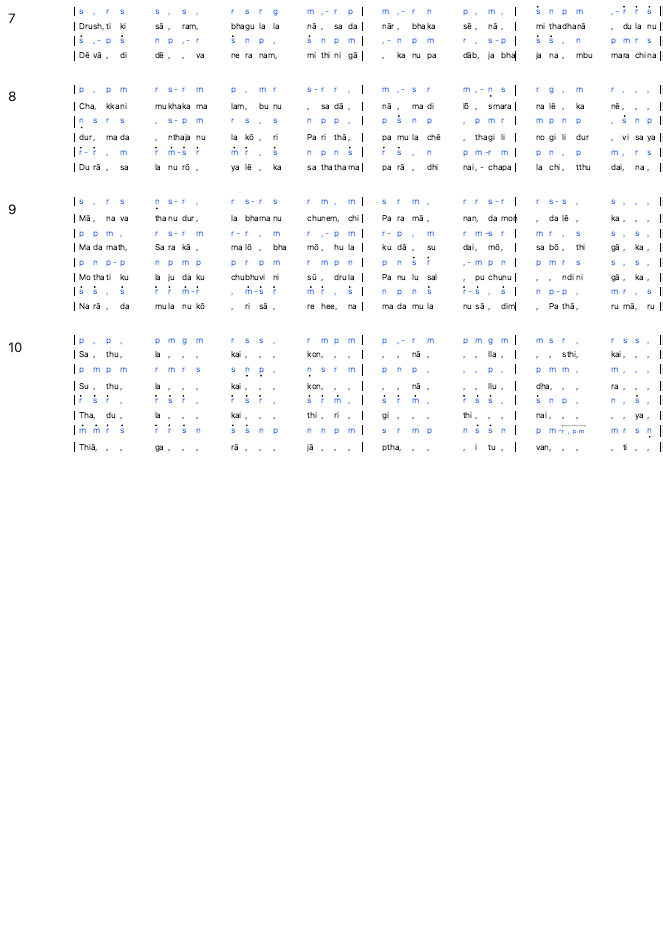 7
s , r s s , s , r s r g m , - r p m , - r n p , m , ṡ n p m , - ṙ ṙ ṡ
Drush, ti ki sā , ram, bhagu la la nā , sa da nār , bhaka sē , nā , mi thadhanā , du la nu
ṡ , - p ṡ n p , - r ṡ n p , ṡ n p m , - n p m r , s - p ṡ ṡ , n p m r s
Dē vā , di dē , , va ne ra nam, mi thi ni gā , ka nu pa dāb, ja bha ja na , mbu mara china
8
p , p m r s - r m p , m r s - r r , m , - s r m , - ṇ s r g , m r , , ,
Cha, kkani mukhaka ma lam, bu nu , sa dā , nā , ma di lō , smara na lē , ka nē , , ,
ṇ s r s , s - p m r s , s n p p , p ṡ n p , p m r m p n p , ṡ n p
dur, ma da , nthaja nu la kō , ri Pa ri thā, pa mu la chē , thagi li no gi li dur , vi sa ya
ṙ - ṙ , m ṙ ṁ - ṡ ṙ ṁ ṙ , ṡ n p n ṡ ṙ ṡ , n p m - r m p n , p m , r s
Du rā , sa la nu rō , ya lē , ka sa tha tha ma pa rā , dhi nai, - chapa la chi , tthu dai, na ,
9
s , r s ṇ s - r , r s - r s r m , m s r m , r r s - r r s - s , s , , ,
Mā , na va tha nu dur, la bhama nu chunem, chi Pa ra mā , nan, da mon , da lē , ka , , ,
p p m , r s - r m r - r , m r , - p m r - p , m r m - s r m r , s s n s ,
Ma da math, Sa ra kā , ma lō , bha mō , hu la ku dā , su dai, mō, sa bō , thi gā , ka ,
p n p - p n p m p p r p m r m p n p n ṡ ṙ , - m p m p m r s s , s ,
Mo tha ti ku la ju da ku chubhuvi ni sū , dru la Pa nu lu sal , pu chu nu , , ndi ni gā , ka ,
ṡ ṡ , ṡ ṙ ṙ ṁ - ṙ , ṁ - ṡ ṙ ṁ ṙ , ṡ n p n ṡ ṙ - ṡ , ṡ n p - p , m r , s
Na rā , da mu la nu kō , ri sā , re hee, na ma da mu la nu sā , dim , Pa thā, ru mā, ru
10
p , p , p m g m r s s , r m p m p , - r m p m g m m s r , r s s ,
Sa , thu, la , , , kai , , , kon, , , , , nā , , , lla , , , sthi, kai , , ,
p m p m r m r s s ṇ p̣ , ṇ s r m p n p , , , p , p m m , m , , ,
Su , thu, la , , , kai , , , kon, , , , , nā , , , llu , dha, , , ra , , ,
ṙ ṡ ṙ , ṙ ṡ ṙ , ṙ ṡ ṙ , ṡ ṙ ṁ , ṡ ṙ ṁ , ṙ ṡ ṡ , ṡ n p , n , ṡ ,
Tha, du , la , , , kai , , , thi , ri , gi , , , thi , , , nai , , , , , ya ,
ṁ ṁ ṙ ṡ ṙ ṙ ṡ n ṡ ṡ n p n n p m s r m p n ṡ ṡ n p m - r , p m m r s ṇ
Thiā, , , ga , , , rā , , , jā , , , ptha, , , , i tu , van, , , , ti , ,